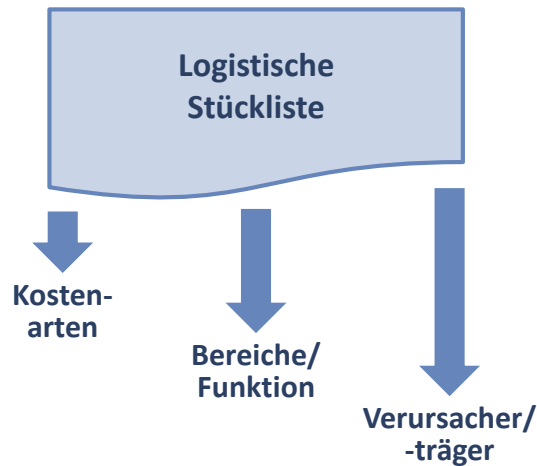 Logistische
Stückliste
Kosten-
arten
Bereiche/
Funktion
Verursacher/
-träger